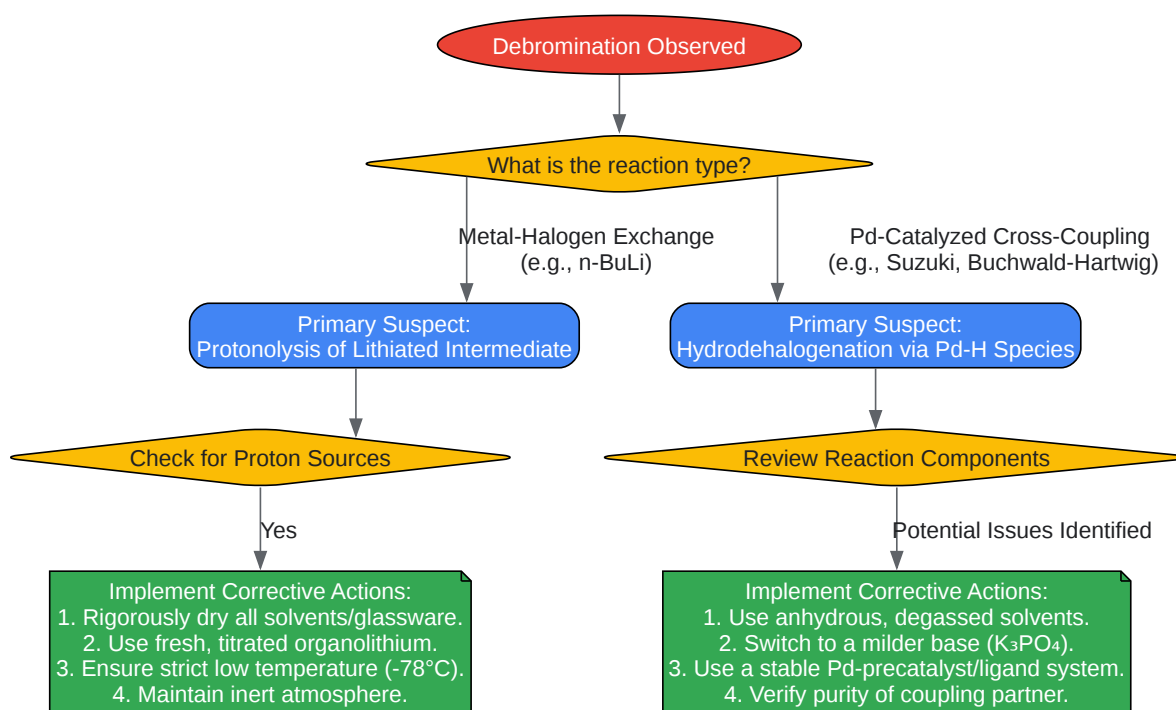 Debromination Observed
What is the reaction type?
Metal-Halogen Exchange
(e.g., n-BuLi)
Pd-Catalyzed Cross-Coupling
(e.g., Suzuki, Buchwald-Hartwig)
Primary Suspect:
Protonolysis of Lithiated Intermediate
Primary Suspect:
Hydrodehalogenation via Pd-H Species
Check for Proton Sources
Review Reaction Components
Yes
Potential Issues Identified
Implement Corrective Actions:
1. Rigorously dry all solvents/glassware.
2. Use fresh, titrated organolithium.
3. Ensure strict low temperature (-78°C).
4. Maintain inert atmosphere.
Implement Corrective Actions:
1. Use anhydrous, degassed solvents.
2. Switch to a milder base (K₃PO₄).
3. Use a stable Pd-precatalyst/ligand system.
4. Verify purity of coupling partner.